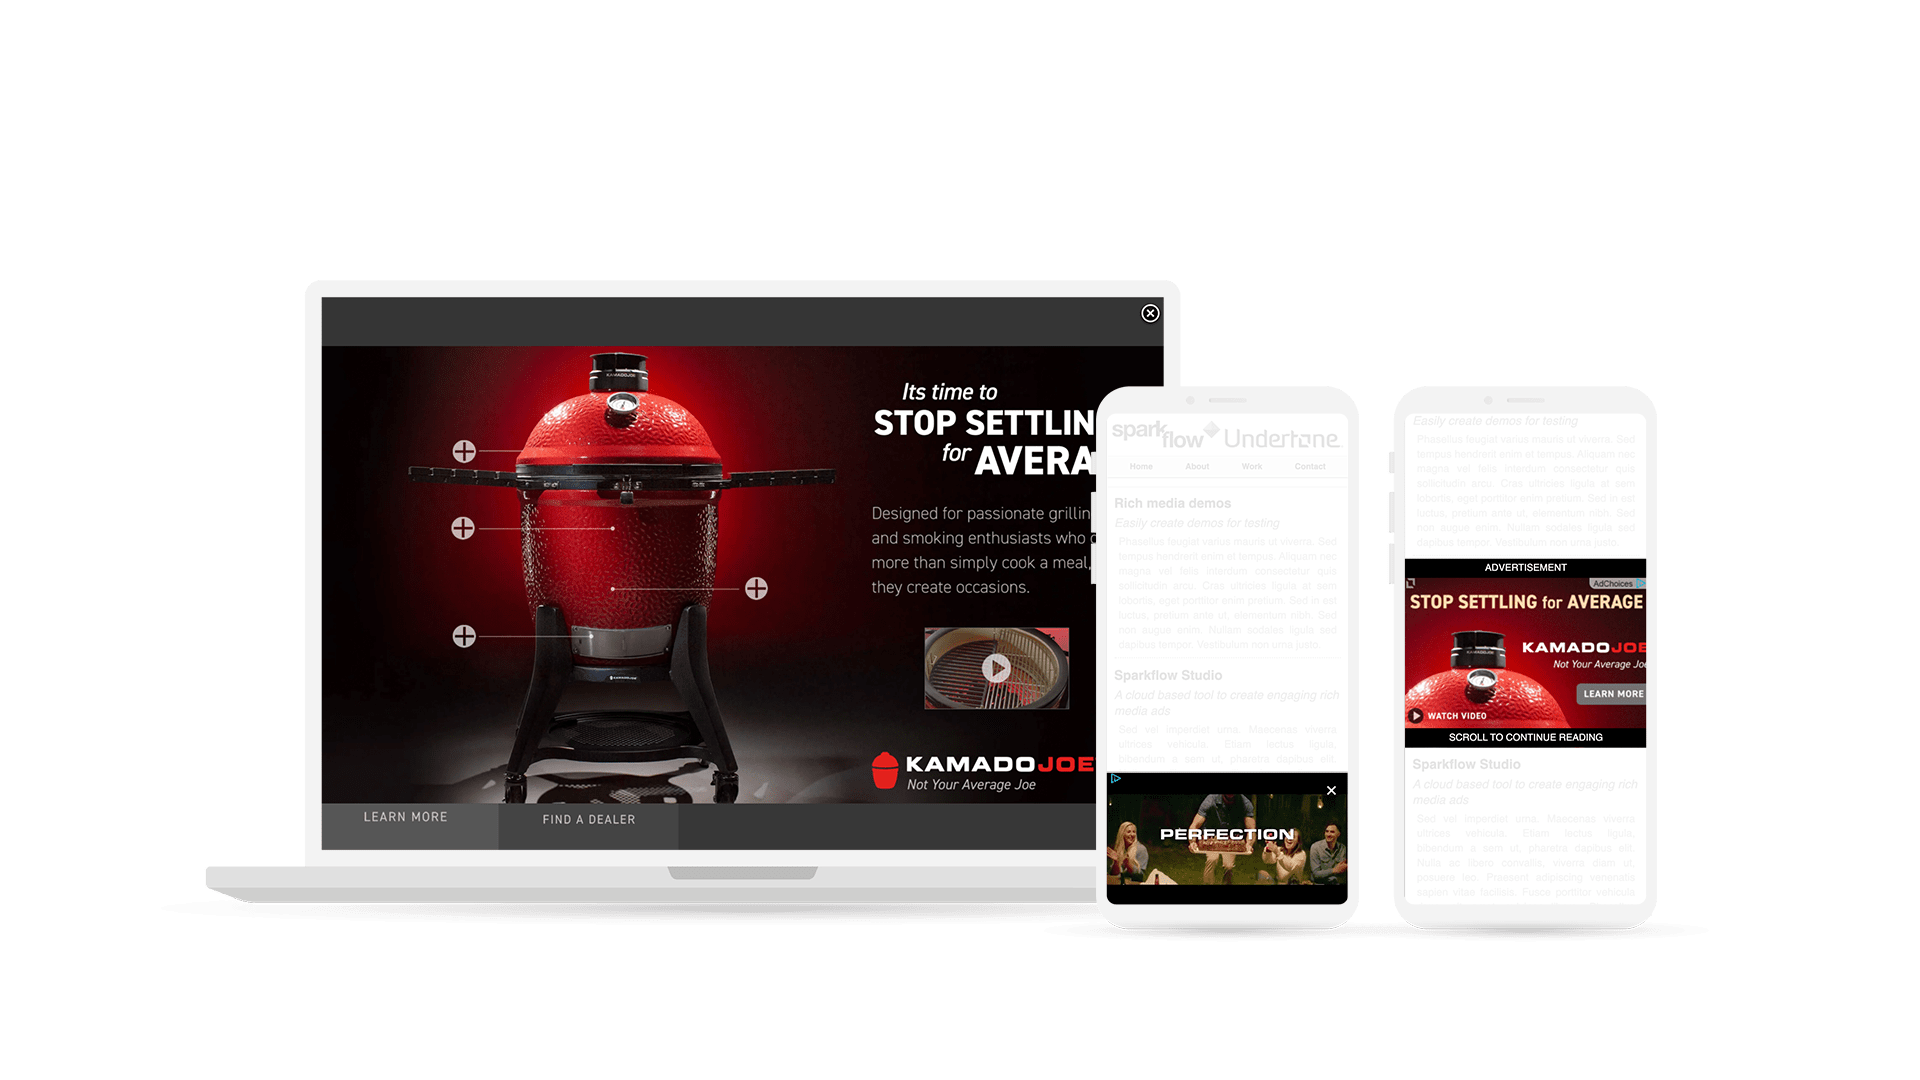 KAMADOJOE
Its time to
STOP SETTLIN
for AVERA
Designed for passionate grillin
and smoking enthusiasts who
more than simply cook a meal,
they create occasions.
KAMADOJOE
Not Your Average Joe
LEARN MORE
FIND A DEALER
spark flow Undertone
Home About Work Contact
Rich media demos
Easily create demos for testing
Phasellus feugiat varius mauris ut viverra. Sed
tempus hendrerit enim et tempus. Aliquam nec
magna vel felis interdum consectetur quis
sollicitudin arcu. Cras ultricies ligula at sem
lobortis, eget porttitor enim pretium. Sed in est
luctus, pretium ante ut, elementum nibh. Sed
non augue enim. Nullam sodales ligula sed
dapibus tempor. Vestibulum non urna justo.
Sparkflow Studio
A cloud based tool to create engaging rich
media ads
Sed vel imperdiet urna. Maecenas viverra
ultrices vehicula. Etiam lectus ligula,
bibendum a sem ut, pharetra dapibus elit.
PERFECTION
Easily create demos for testing
Phasellus feugiat varius mauris ut viverra. Sed
tempus hendrerit enim et tempus. Aliquam nec
magna vel felis interdum consectetur quis
sollicitudin arcu. Cras ultricies ligula at sem
lobortis, eget porttitor enim pretium. Sed in est
luctus, pretium ante ut, elementum nibh. Sed
non augue enim. Nullam sodales ligula sed
dapibus tempor. Vestibulum non urna justo.
ADVERTISEMENT
AdChoices
STOP SETTLING for AVERAGE
KAMADOJOE
Not Your Average Joe
LEARN MORE
WATCH VIDEO
SCROLL TO CONTINUE READING
Sparkflow Studio
A cloud based tool to create engaging rich
media ads
Sed vel imperdiet urna. Maecenas viverra
ultrices vehicula. Etiam lectus ligula,
bibendum a sem ut, pharetra dapibus elit.
Nulla ac libero convallis, viverra diam ut,
posuere leo. Praesent adipiscing venenatis
sapien vitae facilisis. Fusce porttitor vehicula